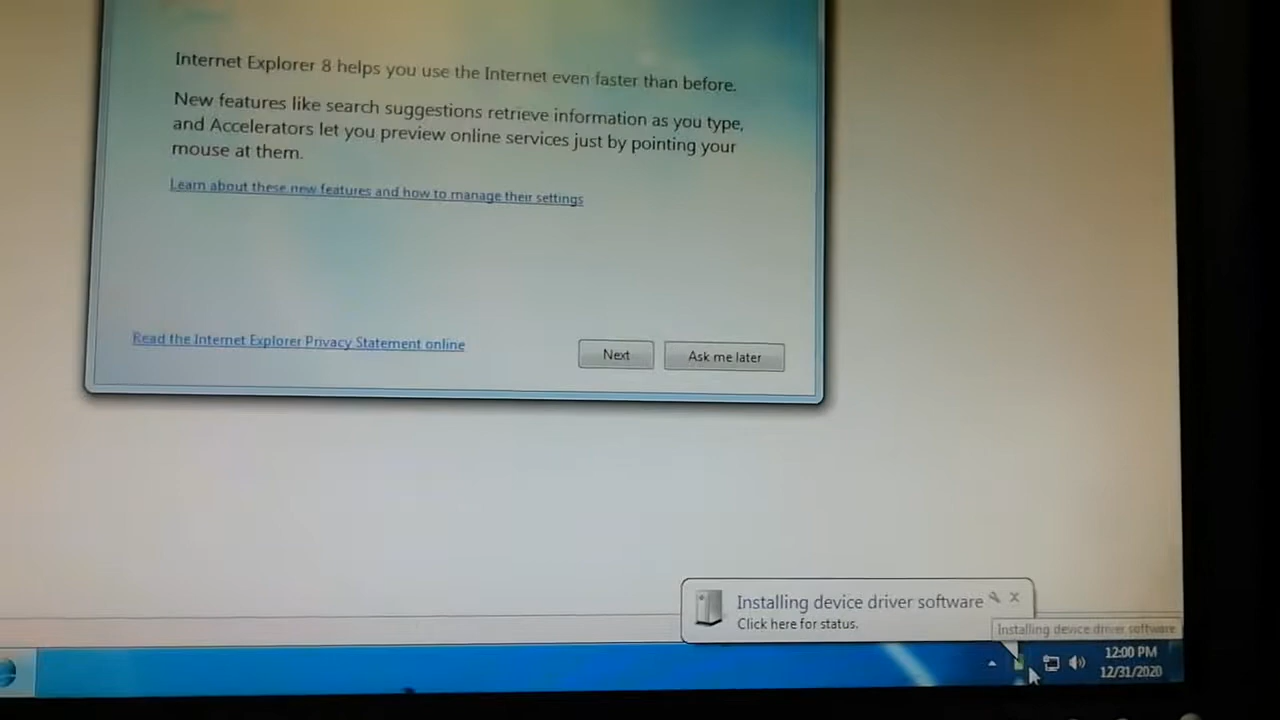 Internet Explorer 8 helps you use the Internet even faster than before.
New features like search suggestions retrieve information as you type,
and Accelerators let you preview online services just by pointing your
mouse at them.
Learn about these new features and how to manage their settings
Read the Internet Explorer Privacy Statement online
Next
Ask me later
Installing device driver software
Click here for status.
Installing device driver software
12:00 PM
12/31/2020